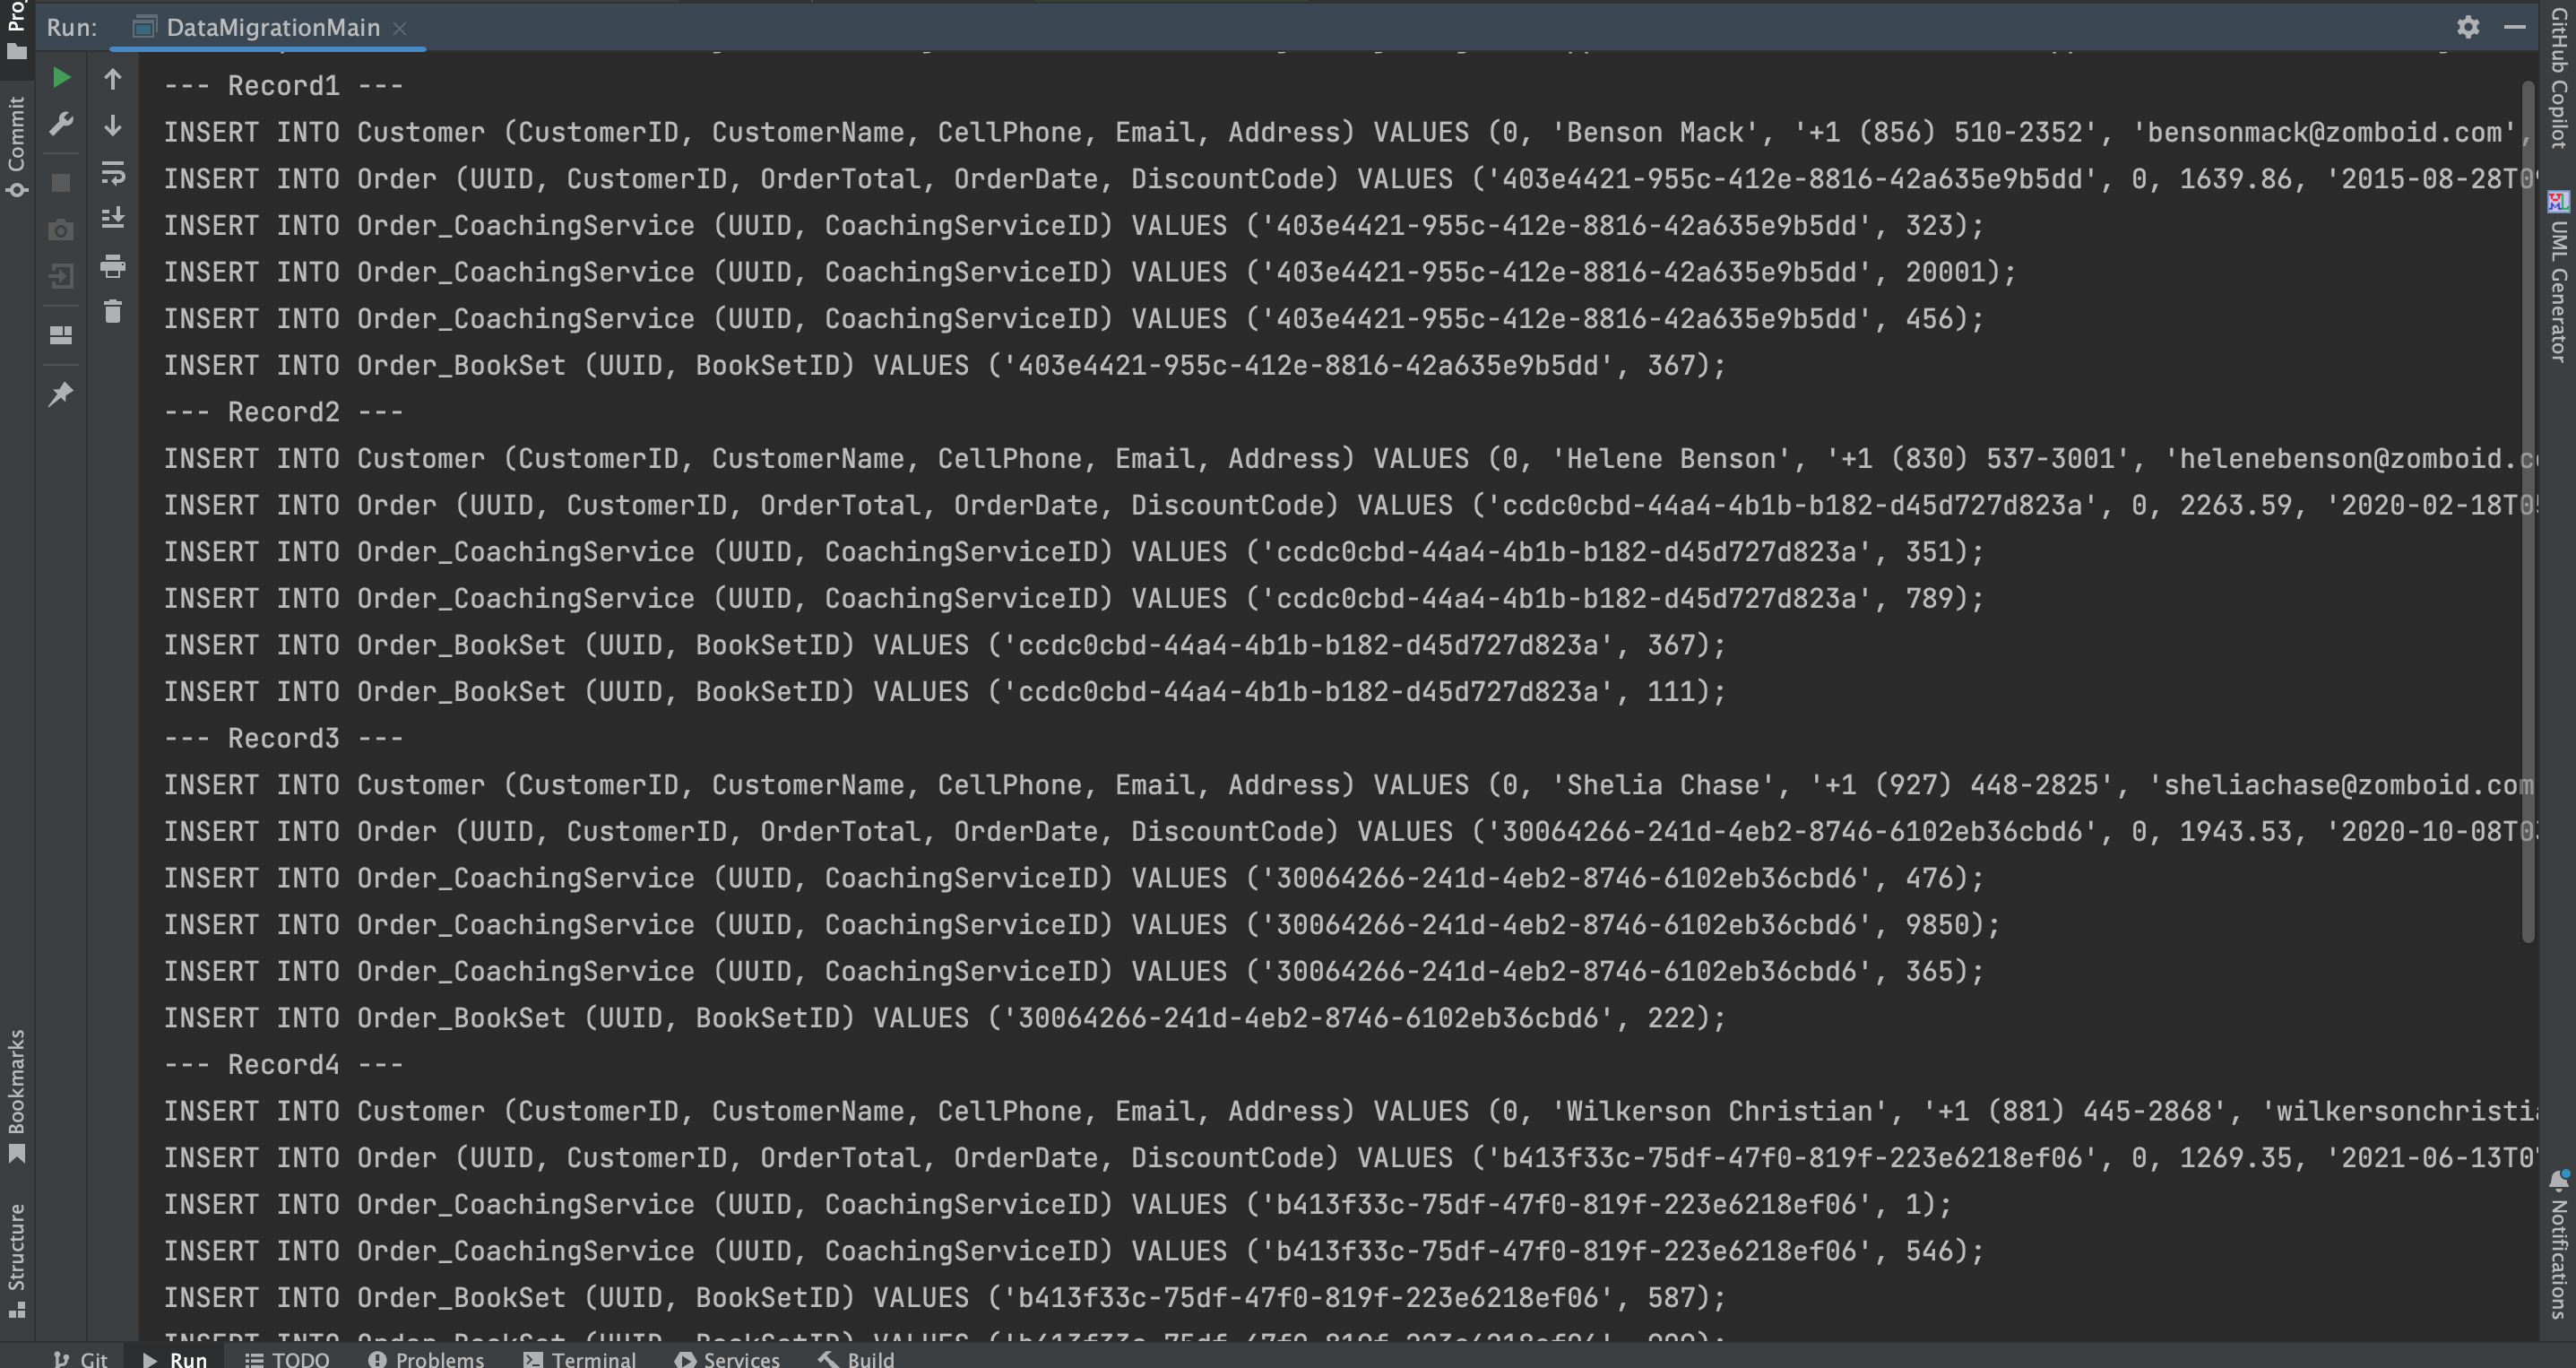 Run: DataMigrationMain
--- Record1 ---
INSERT INTO Customer (CustomerID, CustomerName, CellPhone, Email, Address) VALUES (0, 'Benson Mack', '+1 (856) 510-2352', 'bensonmack@zomboid.com',
INSERT INTO Order (UUID, CustomerID, OrderTotal, OrderDate, DiscountCode) VALUES ('403e4421-955c-412e-8816-42a635e9b5dd', 0, 1639.86, '2015-08-28T0
INSERT INTO Order_CoachingService (UUID, CoachingServiceID) VALUES ('403e4421-955c-412e-8816-42a635e9b5dd', 323);
INSERT INTO Order_CoachingService (UUID, CoachingServiceID) VALUES ('403e4421-955c-412e-8816-42a635e9b5dd', 20001);
INSERT INTO Order_CoachingService (UUID, CoachingServiceID) VALUES ('403e4421-955c-412e-8816-42a635e9b5dd', 456);
INSERT INTO Order_BookSet (UUID, BookSetID) VALUES ('403e4421-955c-412e-8816-42a635e9b5dd', 367);
--- Record2 ---
INSERT INTO Customer (CustomerID, CustomerName, CellPhone, Email, Address) VALUES (0, 'Helene Benson', '+1 (830) 537-3001', 'helenebenson@zomboid.c
INSERT INTO Order (UUID, CustomerID, OrderTotal, OrderDate, DiscountCode) VALUES ('ccdc0cbd-44a4-4b1b-b182-d45d727d823a', 0, 2263.59, '2020-02-18T0
INSERT INTO Order_CoachingService (UUID, CoachingServiceID) VALUES ('ccdc0cbd-44a4-4b1b-b182-d45d727d823a', 351);
INSERT INTO Order_CoachingService (UUID, CoachingServiceID) VALUES ('ccdc0cbd-44a4-4b1b-b182-d45d727d823a', 789);
INSERT INTO Order_BookSet (UUID, BookSetID) VALUES ('ccdc0cbd-44a4-4b1b-b182-d45d727d823a', 367);
INSERT INTO Order_BookSet (UUID, BookSetID) VALUES ('ccdc0cbd-44a4-4b1b-b182-d45d727d823a', 111);
--- Record3 ---
INSERT INTO Customer (CustomerID, CustomerName, CellPhone, Email, Address) VALUES (0, 'Shelia Chase', '+1 (927) 448-2825', 'sheliachase@zomboid.com
INSERT INTO Order (UUID, CustomerID, OrderTotal, OrderDate, DiscountCode) VALUES ('30064266-241d-4eb2-8746-6102eb36cbd6', 0, 1943.53, '2020-10-08T0
INSERT INTO Order_CoachingService (UUID, CoachingServiceID) VALUES ('30064266-241d-4eb2-8746-6102eb36cbd6', 476);
INSERT INTO Order_CoachingService (UUID, CoachingServiceID) VALUES ('30064266-241d-4eb2-8746-6102eb36cbd6', 9850);
INSERT INTO Order_CoachingService (UUID, CoachingServiceID) VALUES ('30064266-241d-4eb2-8746-6102eb36cbd6', 365);
INSERT INTO Order_BookSet (UUID, BookSetID) VALUES ('30064266-241d-4eb2-8746-6102eb36cbd6', 222);
--- Record4 ---
INSERT INTO Customer (CustomerID, CustomerName, CellPhone, Email, Address) VALUES (0, 'Wilkerson Christian', '+1 (881) 445-2868', 'wilkersonchristi
INSERT INTO Order (UUID, CustomerID, OrderTotal, OrderDate, DiscountCode) VALUES ('b413f33c-75df-47f0-819f-223e6218ef06', 0, 1269.35, '2021-06-13T0
INSERT INTO Order_CoachingService (UUID, CoachingServiceID) VALUES ('b413f33c-75df-47f0-819f-223e6218ef06', 1);
INSERT INTO Order_CoachingService (UUID, CoachingServiceID) VALUES ('b413f33c-75df-47f0-819f-223e6218ef06', 546);
INSERT INTO Order_BookSet (UUID, BookSetID) VALUES ('b413f33c-75df-47f0-819f-223e6218ef06', 587);
INSERT INTO Order_BookSet (UUID, BookSetID) VALUES ('b413f33c-75df-47f0-819f-223e6218ef06',
Git Run TODO Problems Terminal Services Build
Pro
Commit
Bookmarks
Structure
GitHub Copilot
UML Generator
Notifications